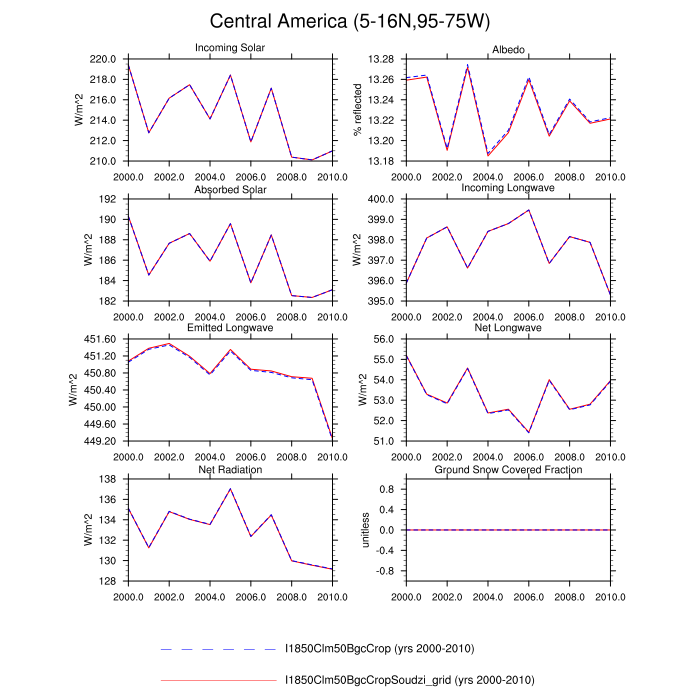 Central America (5-16N,95-75W)
Incoming Solar
220.0
218.0
216.0
214.0
212.0
210.0
W/m^2
2000.0 2002.0 2004.0 2006.0 2008.0 2010.0
Albedo
13.28
13.26
13.24
13.22
13.20
13.18
% reflected
2000.0 2002.0 2004.0 2006.0 2008.0 2010.0
Absorbed Solar
192
190
188
186
184
182
W/m^2
2000.0 2002.0 2004.0 2006.0 2008.0 2010.0
Incoming Longwave
400.0
399.0
398.0
397.0
396.0
395.0
W/m^2
2000.0 2002.0 2004.0 2006.0 2008.0 2010.0
Emitted Longwave
451.60
451.20
450.80
450.40
450.00
449.60
449.20
W/m^2
2000.0 2002.0 2004.0 2006.0 2008.0 2010.0
Net Longwave
56.0
55.0
54.0
53.0
52.0
51.0
W/m^2
2000.0 2002.0 2004.0 2006.0 2008.0 2010.0
Net Radiation
138
136
134
132
130
128
W/m^2
2000.0 2002.0 2004.0 2006.0 2008.0 2010.0
Ground Snow Covered Fraction
0.8
0.4
0.0
-0.4
-0.8
unitless
2000.0 2002.0 2004.0 2006.0 2008.0 2010.0
I1850Clm50BgcCrop (yrs 2000-2010)
I1850Clm50BgcCropSoudzi_grid (yrs 2000-2010)